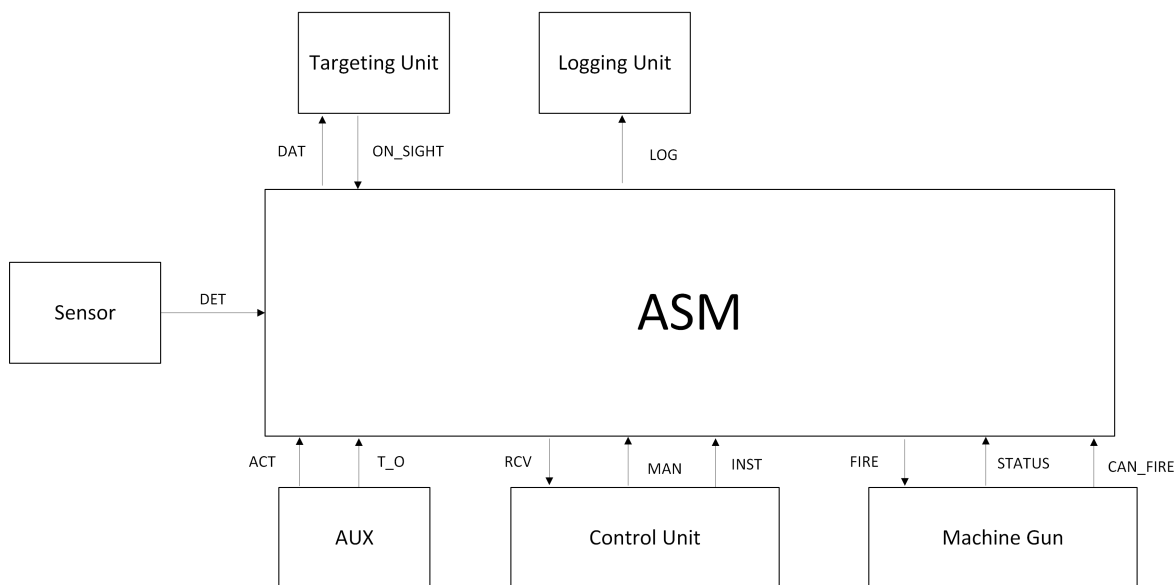 Targeting Unit
Logging Unit
DAT
ON_SIGHT
LOG
Sensor
DET
ASM
ACT
T_O
RCV
MAN
INST
FIRE
STATUS
CAN_FIRE
AUX
Control Unit
Machine Gun